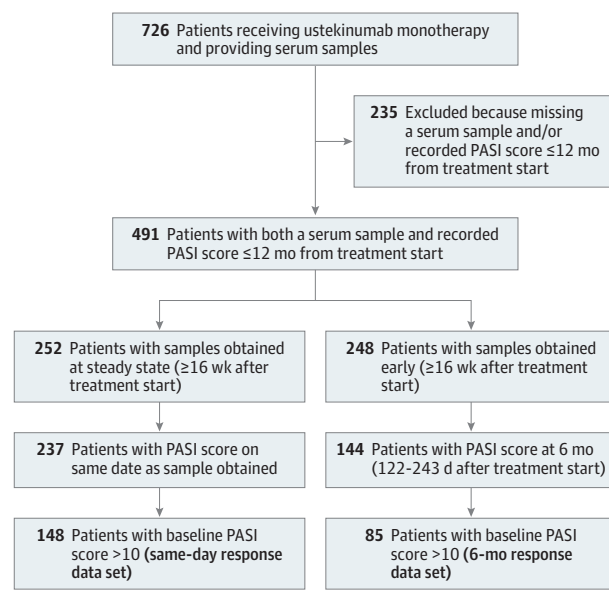 726 Patients receiving ustekinumab monotherapy
and providing serum samples
235 Excluded because missing
a serum sample and/or
recorded PASI score ≤12 mo
from treatment start
491 Patients with both a serum sample and recorded
PASI score ≤12 mo from treatment start
252 Patients with samples obtained
at steady state (≥16 wk after
treatment start)
248 Patients with samples obtained
early (≥16 wk after treatment
start)
237 Patients with PASI score on
same date as sample obtained
144 Patients with PASI score at 6 mo
(122-243 d after treatment start)
148 Patients with baseline PASI
score >10 (same-day response
data set)
85 Patients with baseline PASI
score >10 (6-mo response
data set)